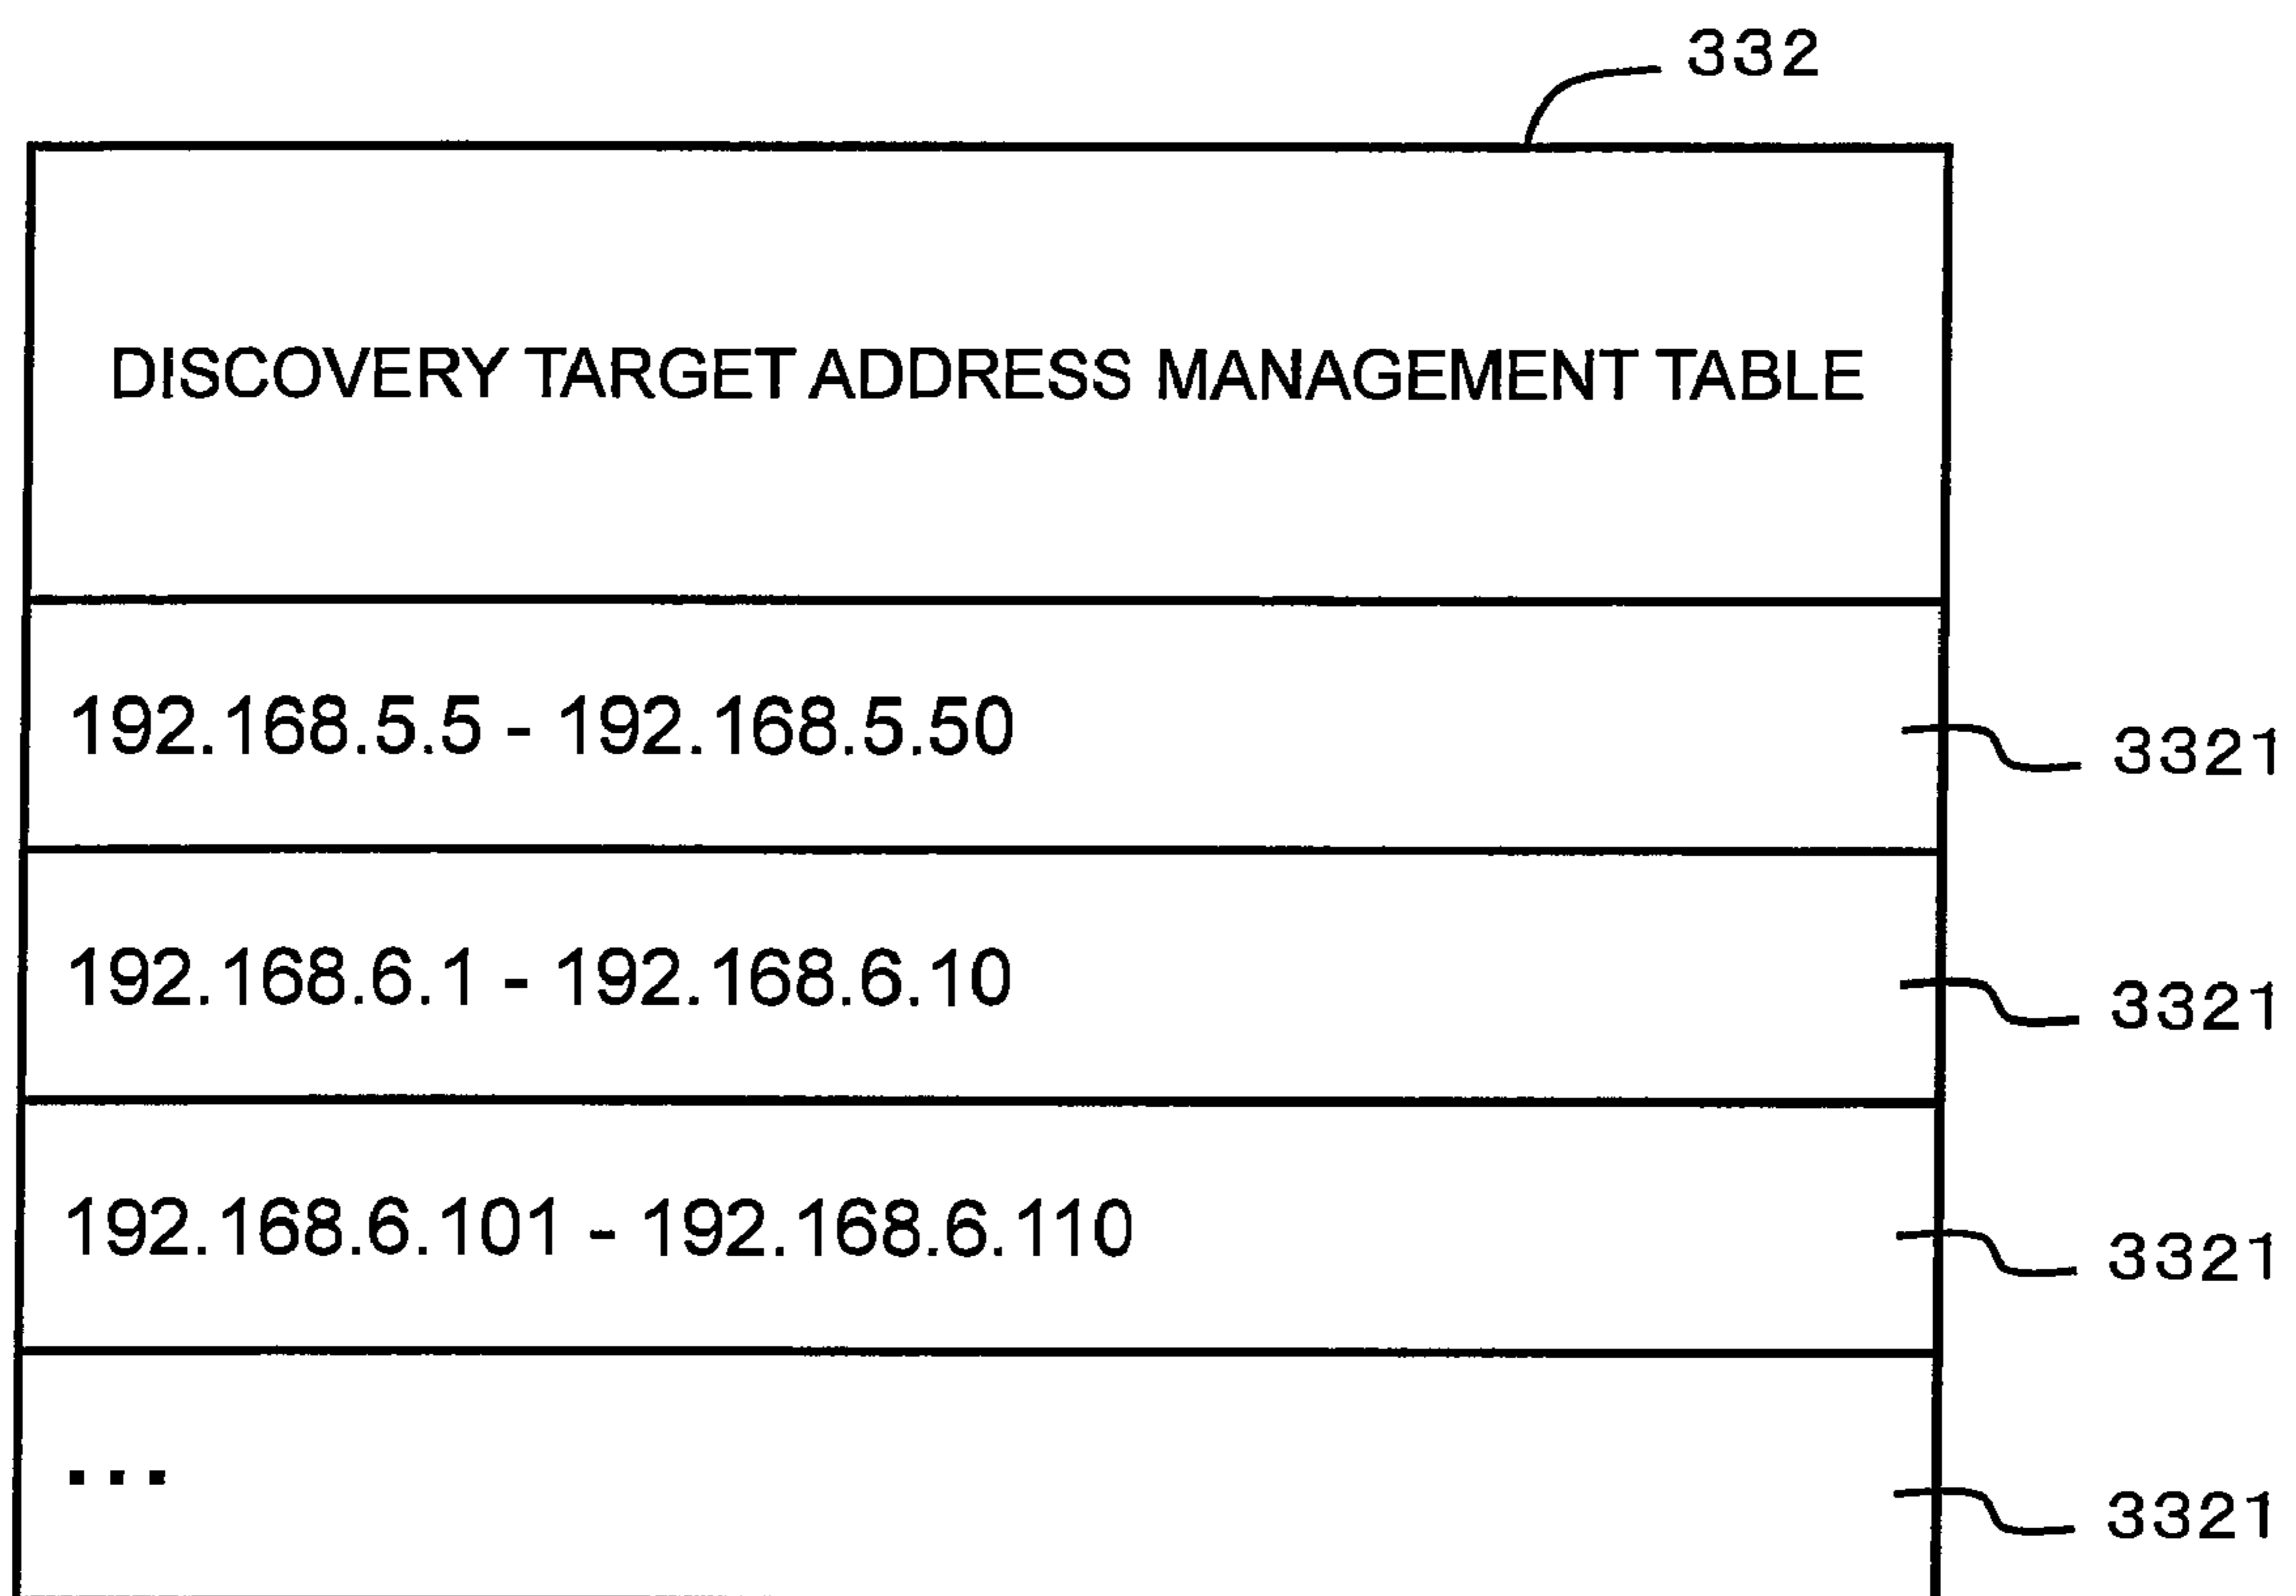 332
DISCOVERY TARGET ADDRESS MANAGEMENT TABLE
192.168.5.5 - 192.168.5.50
3321
192.168.6.1 - 192.168.6.10
3321
192.168.6.101 - 192.168.6.110
3321
...
3321